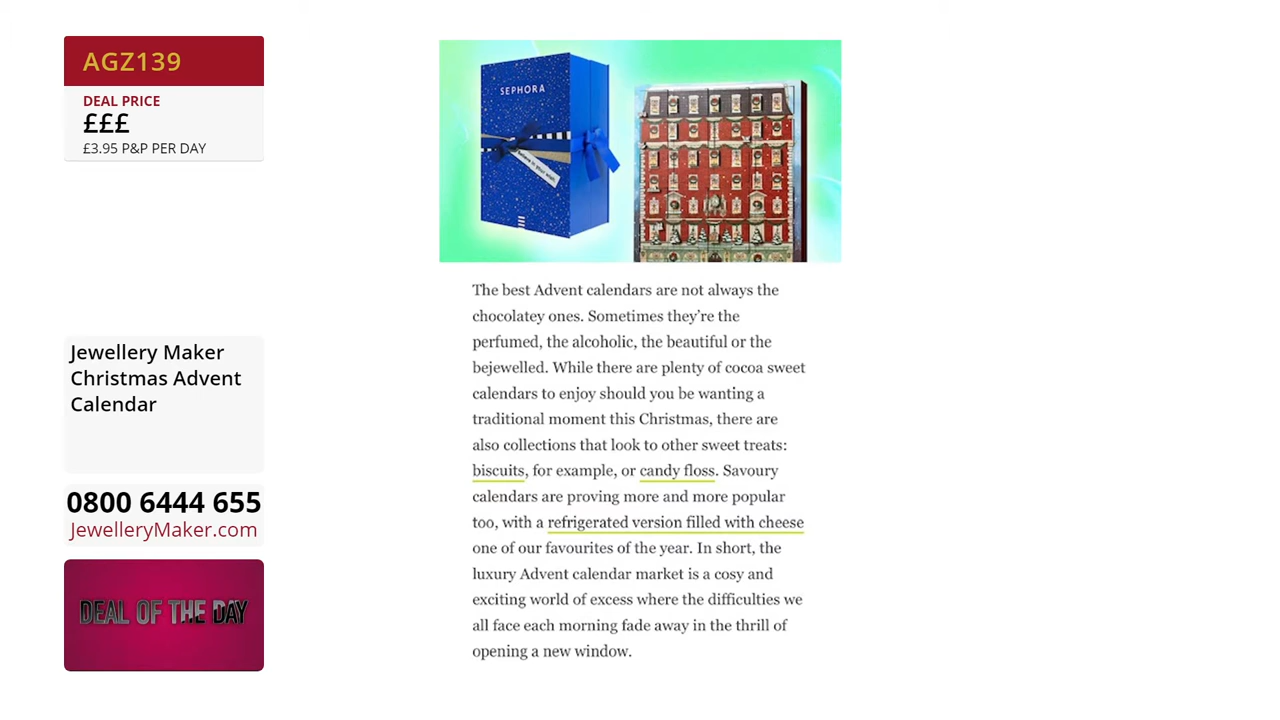 AGZ139
DEAL PRICE
£££
£3.95 P&P PER DAY
Jewellery Maker
Christmas Advent
Calendar
0800 6444 655
JewelleryMaker.com
DEAL OF THE DAY
SEPHORA
believe in your wish
The best Advent calendars are not always the
chocolatey ones. Sometimes they’re the
perfumed, the alcoholic, the beautiful or the
bejewelled. While there are plenty of cocoa sweet
calendars to enjoy should you be wanting a
traditional moment this Christmas, there are
also collections that look to other sweet treats:
biscuits, for example, or candy floss. Savoury
calendars are proving more and more popular
too, with a refrigerated version filled with cheese
one of our favourites of the year. In short, the
luxury Advent calendar market is a cosy and
exciting world of excess where the difficulties we
all face each morning fade away in the thrill of
opening a new window.